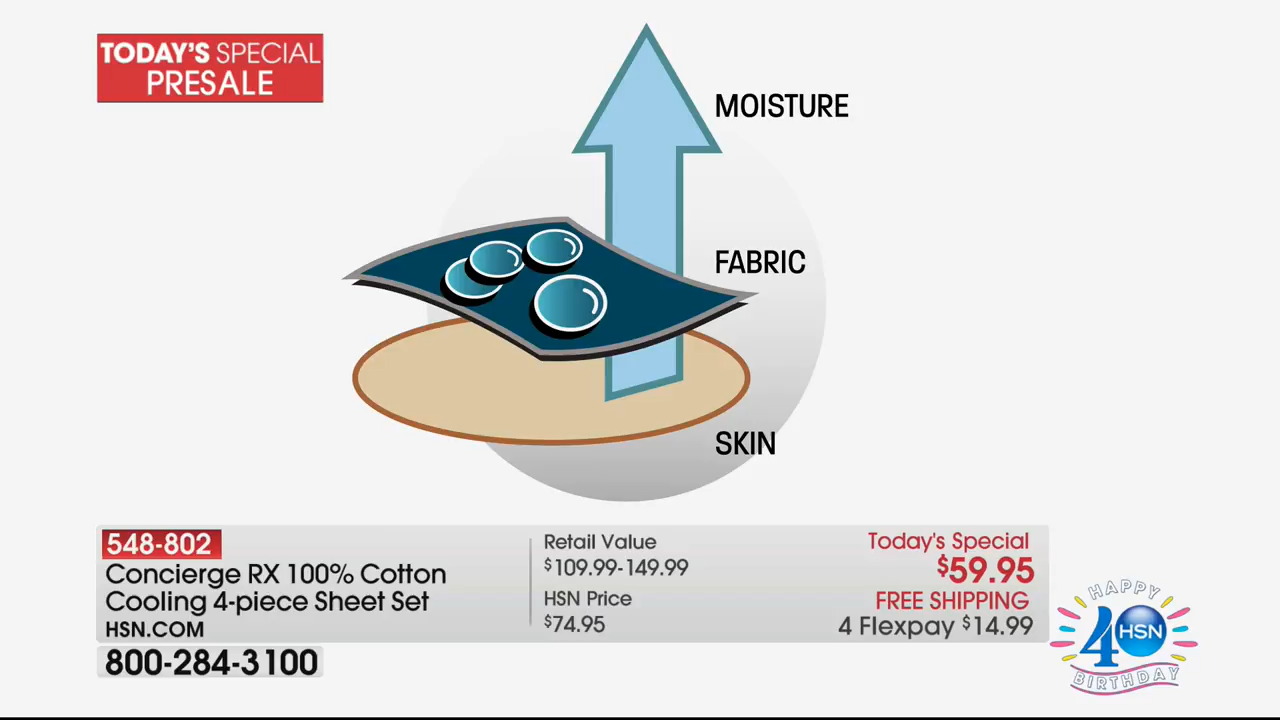 TODAY'S SPECIAL
PRESALE
MOISTURE
FABRIC
SKIN
548-802
Concierge RX 100% Cotton
Cooling 4-piece Sheet Set
HSN.COM
800-284-3100
Retail Value
$109.99-149.99
HSN Price
$74.95
Today's Special
$59.95
FREE SHIPPING
4 Flexpay $14.99
HAPPY
40 HSN
BIRTHDAY